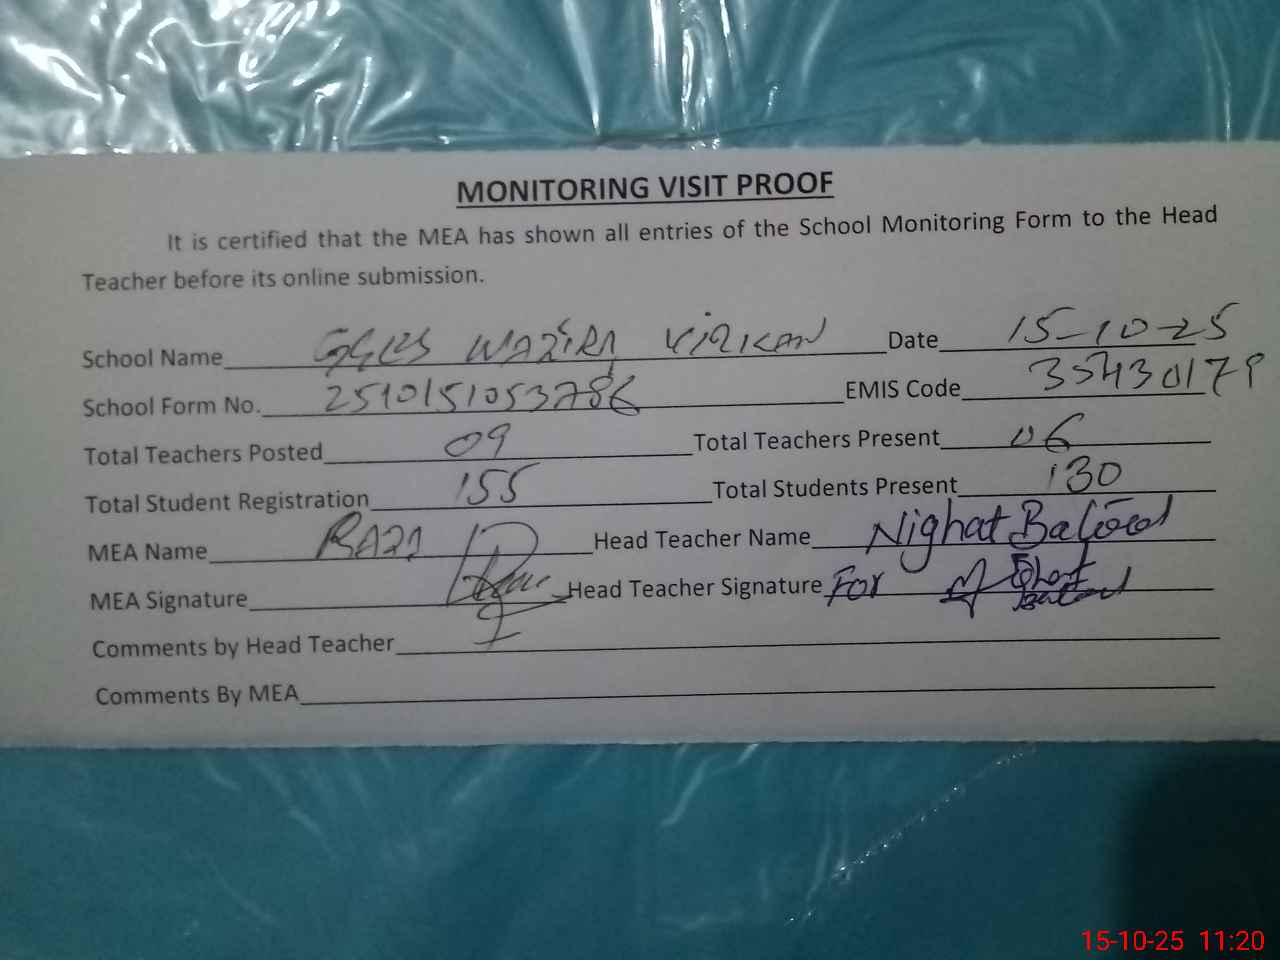 MONITORING VISIT PROOF
It is certified that the MEA has shown all entries of the School Monitoring Form to the Head
Teacher before its online submission.
School Name GGES WAZIRA VIRKAN Date 15-10-25
School Form No. 2510151053786 EMIS Code 35430179
Total Teachers Posted 09 Total Teachers Present 06
Total Student Registration 155 Total Students Present 130
MEA Name RAZA Head Teacher Name Nighat Batool
MEA Signature Head Teacher Signature For
Comments by Head Teacher
Comments By MEA
15-10-25 11:20